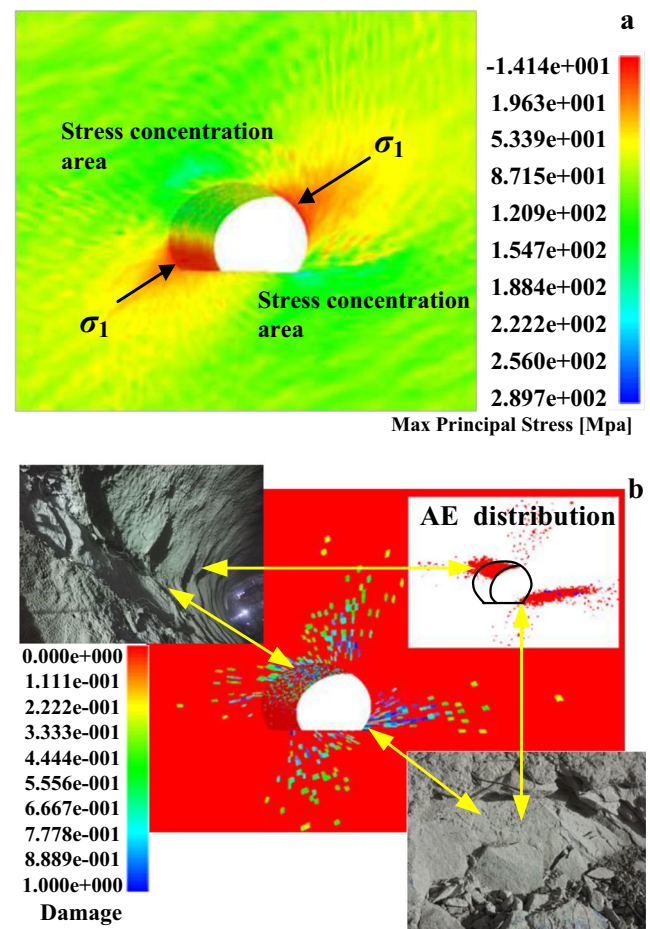 a
Stress concentration
area
σ1
σ1
Stress concentration
area
-1.414e+001
1.963e+001
5.339e+001
8.715e+001
1.209e+002
1.547e+002
1.884e+002
2.222e+002
2.560e+002
2.897e+002
Max Principal Stress [Mpa]
b
AE distribution
0.000e+000
1.111e-001
2.222e-001
3.333e-001
4.444e-001
5.556e-001
6.667e-001
7.778e-001
8.889e-001
1.000e+000
Damage